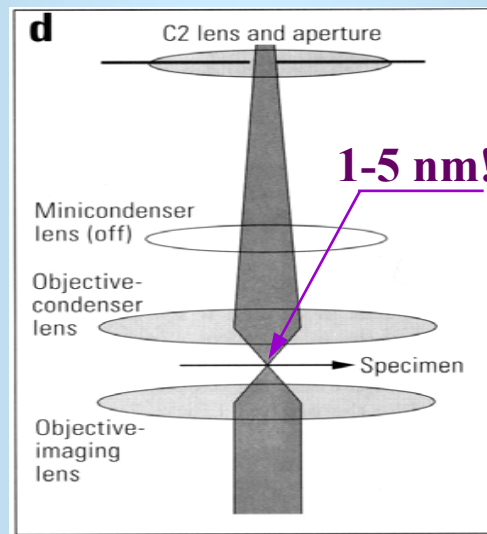 d
C2 lens and aperture
1-5 nm!
Minicondenser
lens (off)
Objective-
condenser
lens
Specimen
Objective-
imaging
lens